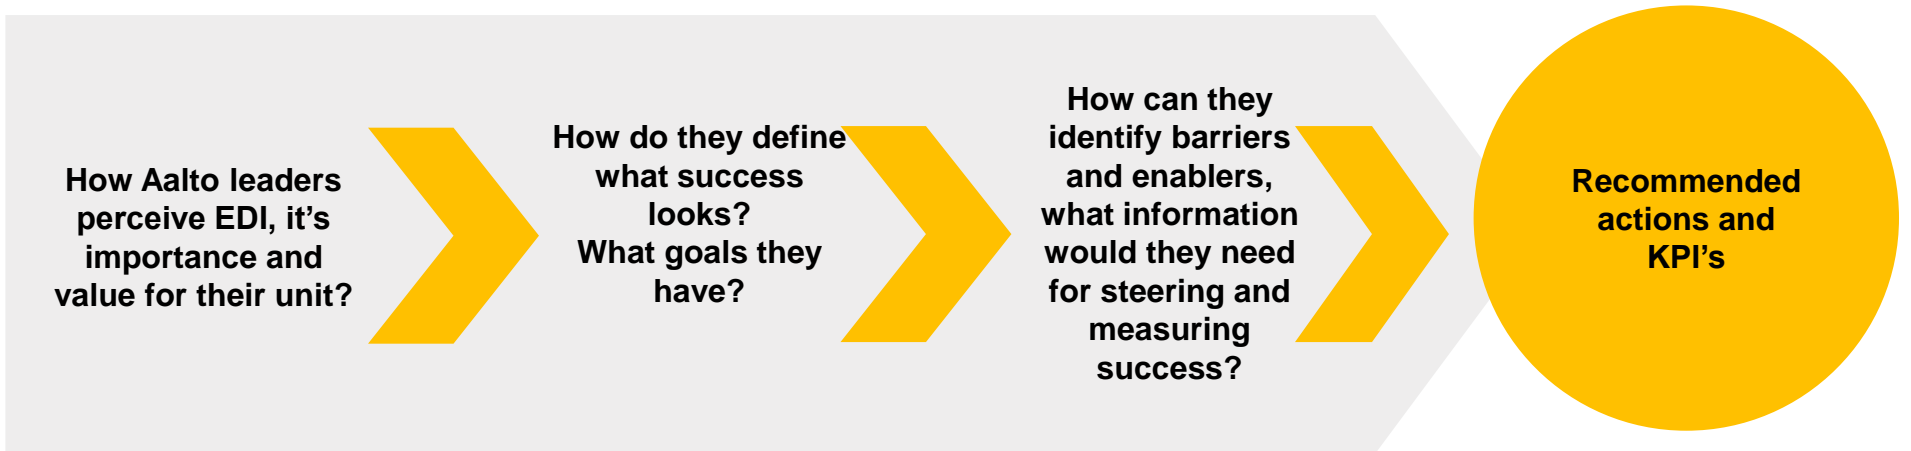 How Aalto leaders
perceive EDI, it’s
importance and
value for their unit?
How do they define
what success
looks?
What goals they
have?
How can they
identify barriers
and enablers,
what information
would they need
for steering and
measuring
success?
Recommended
actions and
KPI’s